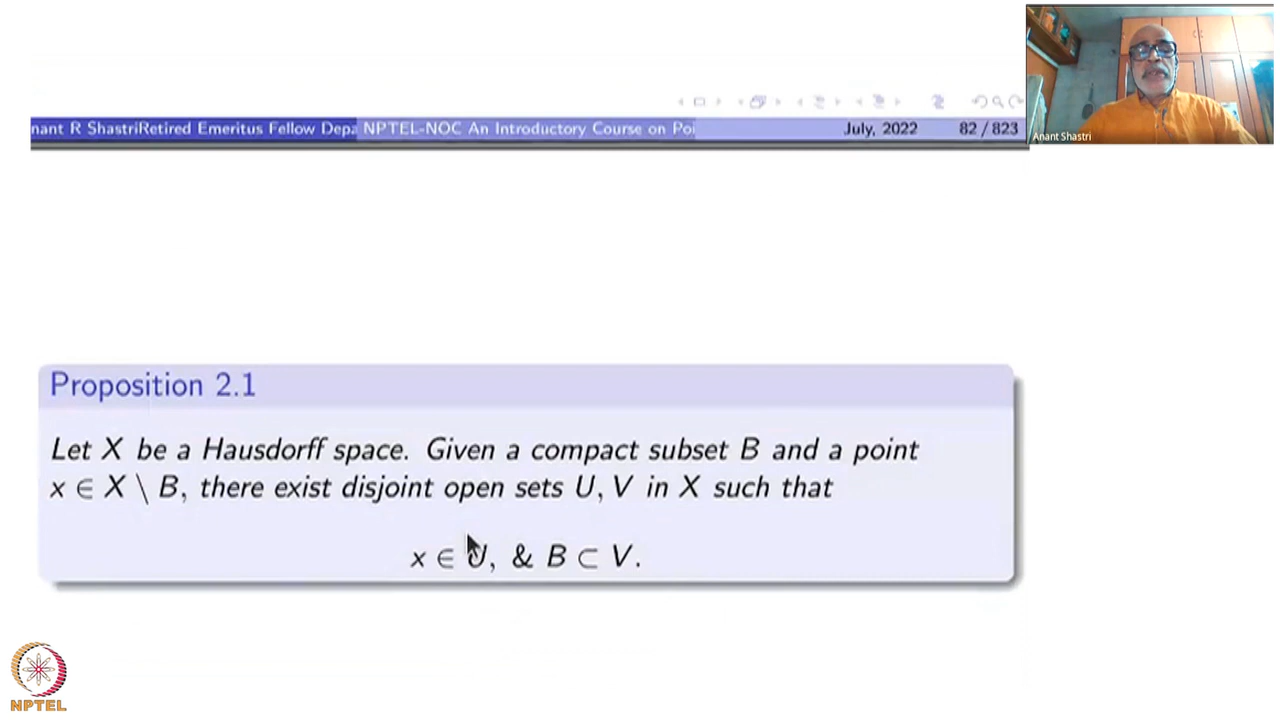 nant R ShastriRetired Emeritus Fellow Depa NPTEL-NOC An Introductory Course on Poi July, 2022 82 / 823
Anant Shastri
Proposition 2.1
Let X be a Hausdorff space. Given a compact subset B and a point
x ∈ X \ B, there exist disjoint open sets U, V in X such that
x ∈ U, & B ⊂ V.
NPTEL